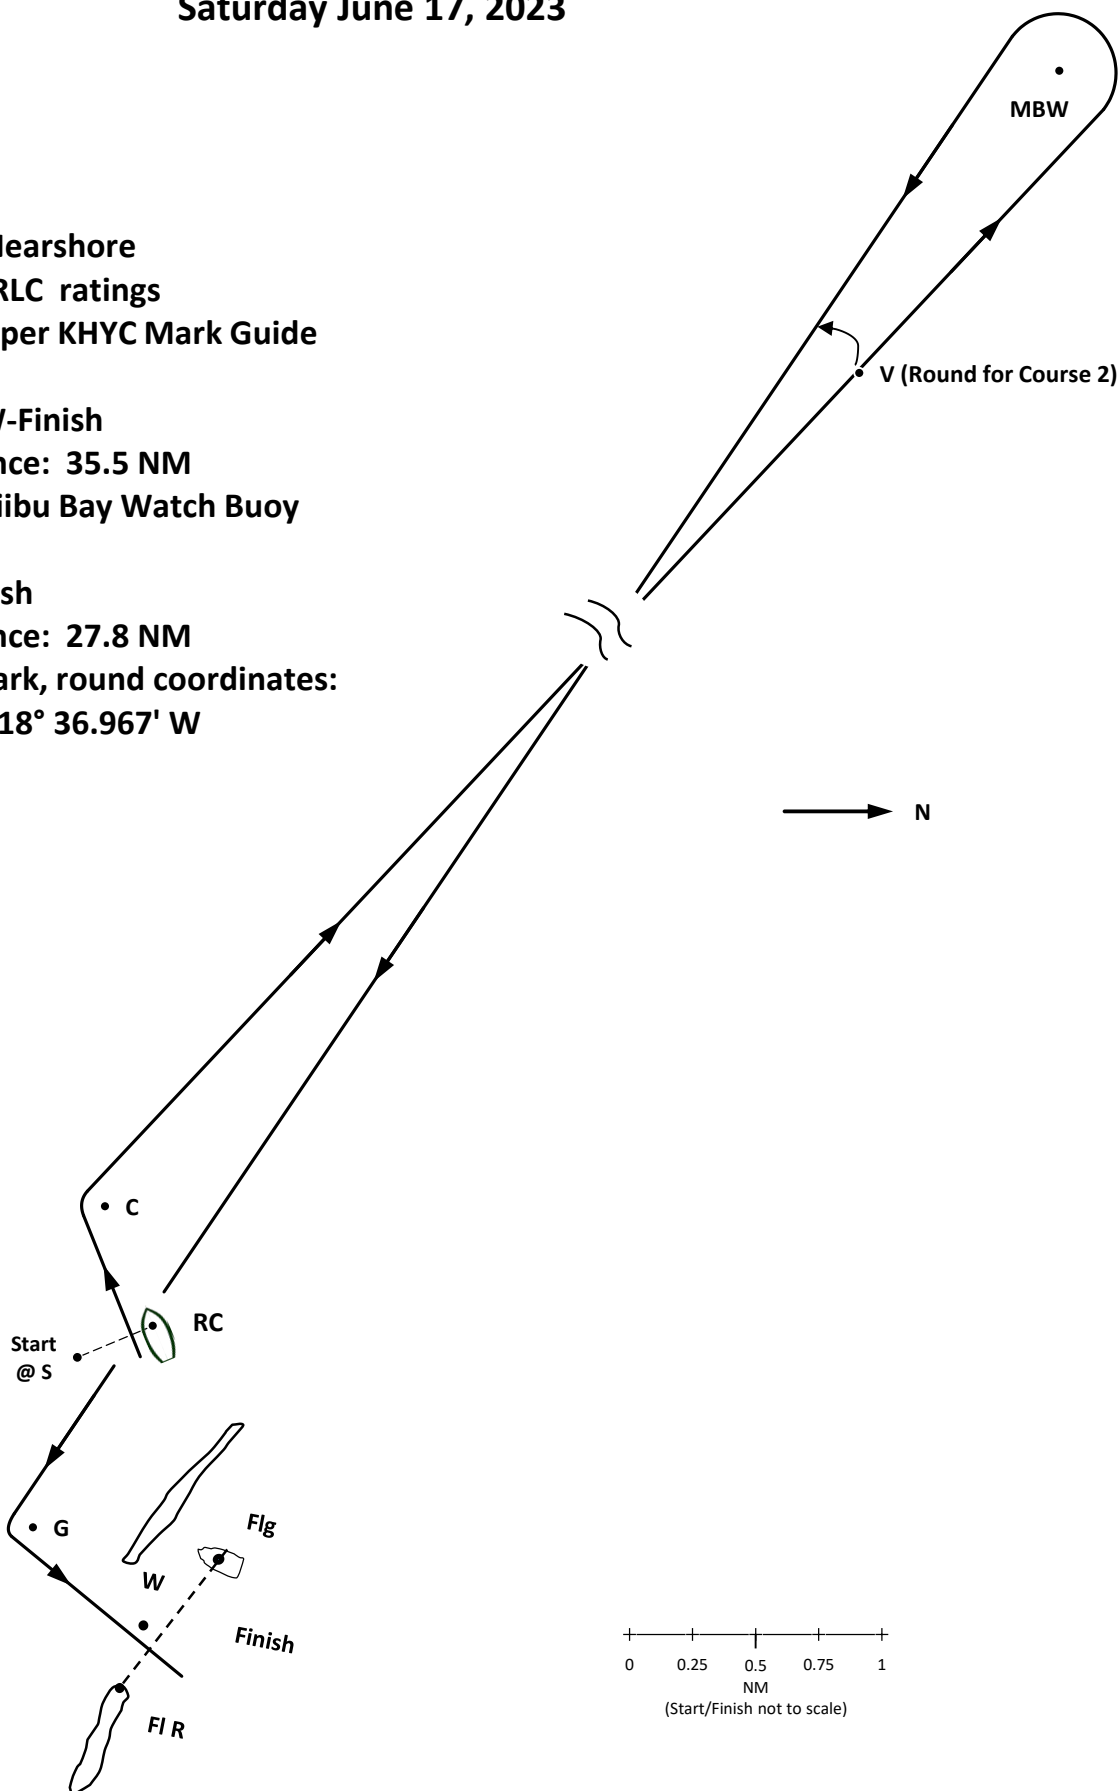 Saturday June 17, 2023
MBW
Nearshore
RLC ratings
per KHYC Mark Guide
V (Round for Course 2)
-Finish
nce: 35.5 NM
ibu Bay Watch Buoy
sh
nce: 27.8 NM
ark, round coordinates:
18° 36.967' W
N
C
RC
Start
@ S
G
Flg
W
Finish
Fl R
0 0.25 0.5 0.75 1
NM
(Start/Finish not to scale)